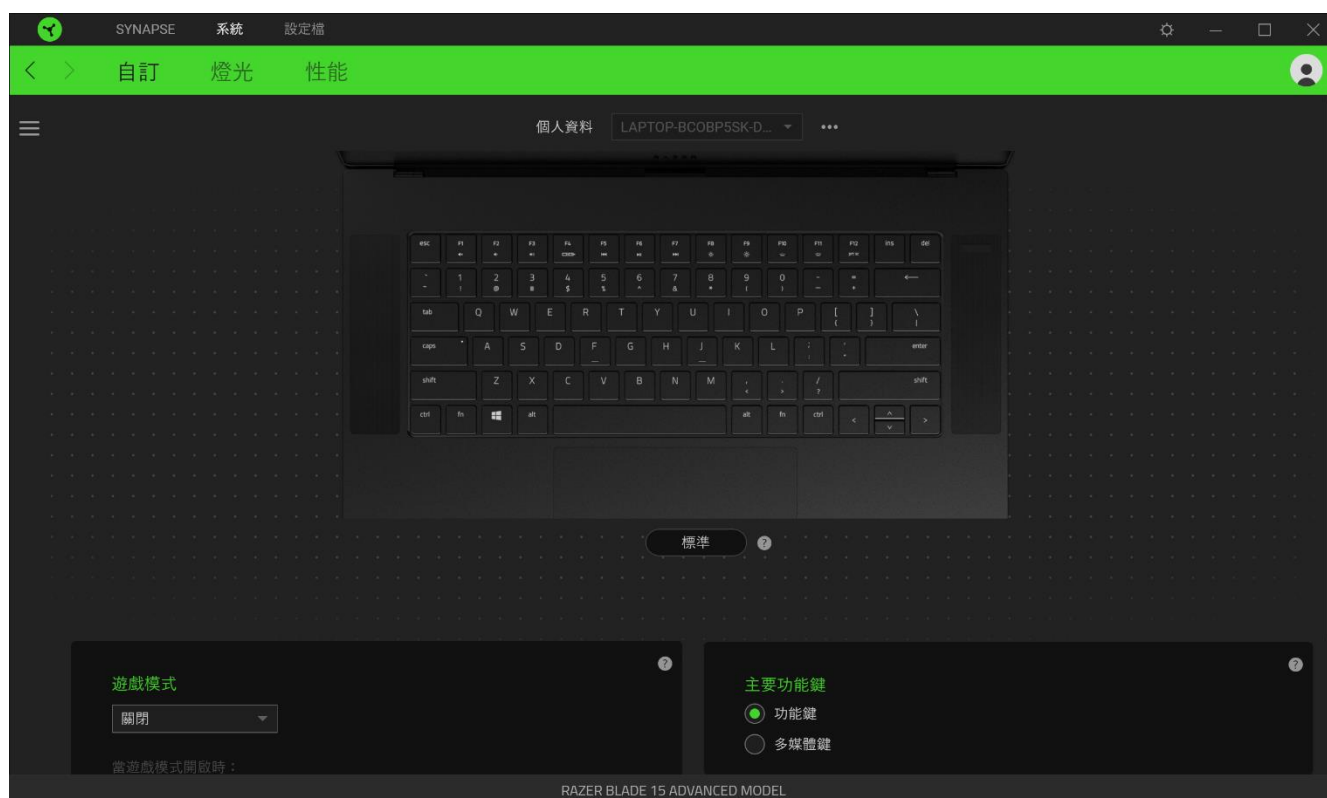 SYNAPSE 系統 設定檔
自訂 燈光 性能
個人資料 LAPTOP-BCOBP5SK-D... •••
esc F1 F2 F3 F4 F5 F6 F7 F8 F9 F10 F11 F12 ins del
1 2 3 4 5 6 7 8 9 0 - =
! @ # $ % ^ & * ( )
tab Q W E R T Y U I O P [ ] \
caps A S D F G H J K L ; ' enter
shift Z X C V B N M , . / shift
ctrl fn alt alt fn ctrl
標準 ?
?
?
遊戲模式
關閉
當遊戲模式開啟時：
主要功能鍵
功能鍵
多媒體鍵
RAZER BLADE 15 ADVANCED MODEL